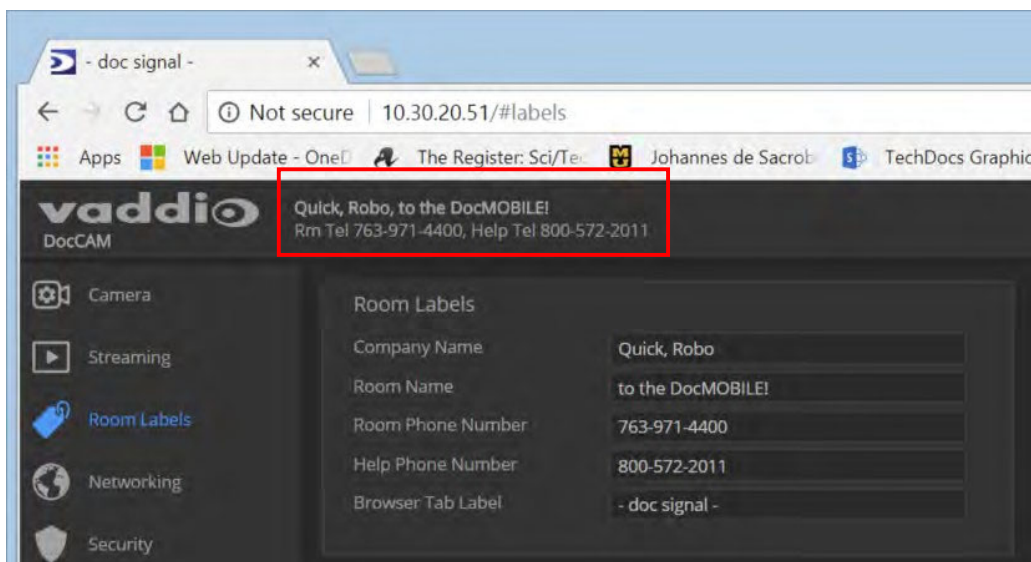 - doc signal -
Not secure 10.30.20.51/#labels
Apps Web Update - OneD The Register: Sci/Tec Johannes de Sacrob TechDocs Graphic
vaddio
DocCAM
Quick, Robo, to the DocMOBILE!
Rm Tel 763-971-4400, Help Tel 800-572-2011
Camera
Streaming
Room Labels
Networking
Security
Room Labels
Company Name Quick, Robo
Room Name to the DocMOBILE!
Room Phone Number 763-971-4400
Help Phone Number 800-572-2011
Browser Tab Label - doc signal -